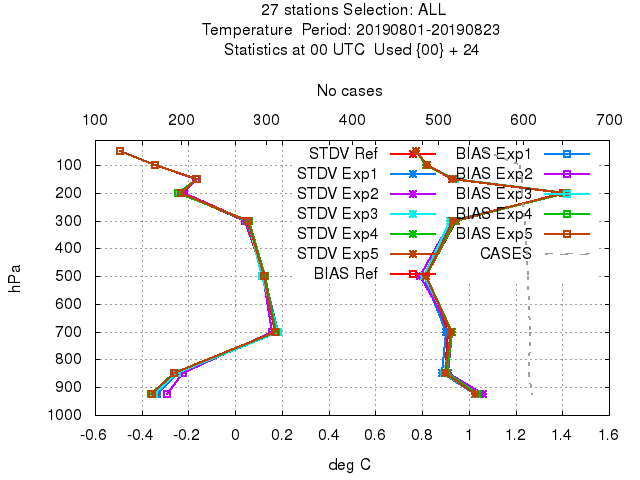 27 stations Selection: ALL
Temperature  Period: 20190801-20190823
Statistics at 00 UTC  Used {00} + 24
No cases
100 200 300 400 500 600 700
STDV Ref BIAS Exp1
STDV Exp1 BIAS Exp2
STDV Exp2 BIAS Exp3
STDV Exp3 BIAS Exp4
STDV Exp4 BIAS Exp5
STDV Exp5 CASES
BIAS Ref
100
200
300
400
500
600
700
800
900
1000
hPa
-0.6 -0.4 -0.2 0 0.2 0.4 0.6 0.8 1 1.2 1.4 1.6
deg C